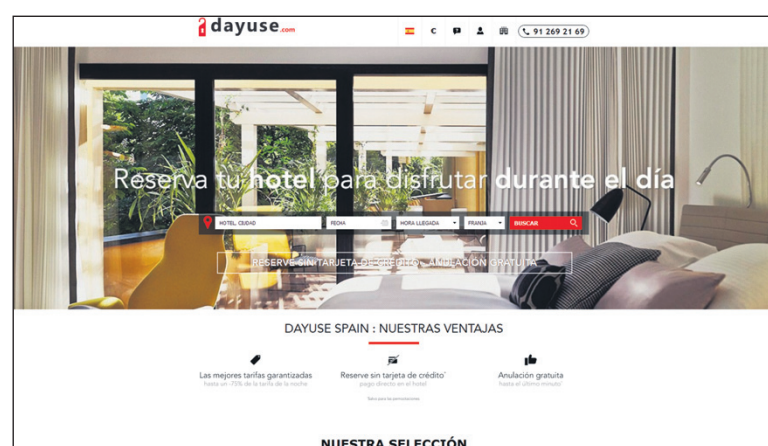 dayuse.com
€
91 269 21 69
Reserva tu hotel para disfrutar durante el día
HOTEL, CIUDAD FECHA HORA LLEGADA FRANJA BUSCAR
RESERVE SIN TARJETA DE CRÉDITO - ANULACIÓN GRATUITA
DAYUSE SPAIN : NUESTRAS VENTAJAS
Las mejores tarifas garantizadas Reserve sin tarjeta de crédito* Anulación gratuita
hasta un -75% de la tarifa de la noche pago directo en el hotel hasta el último minuto*
NUESTRA SELECCIÓN